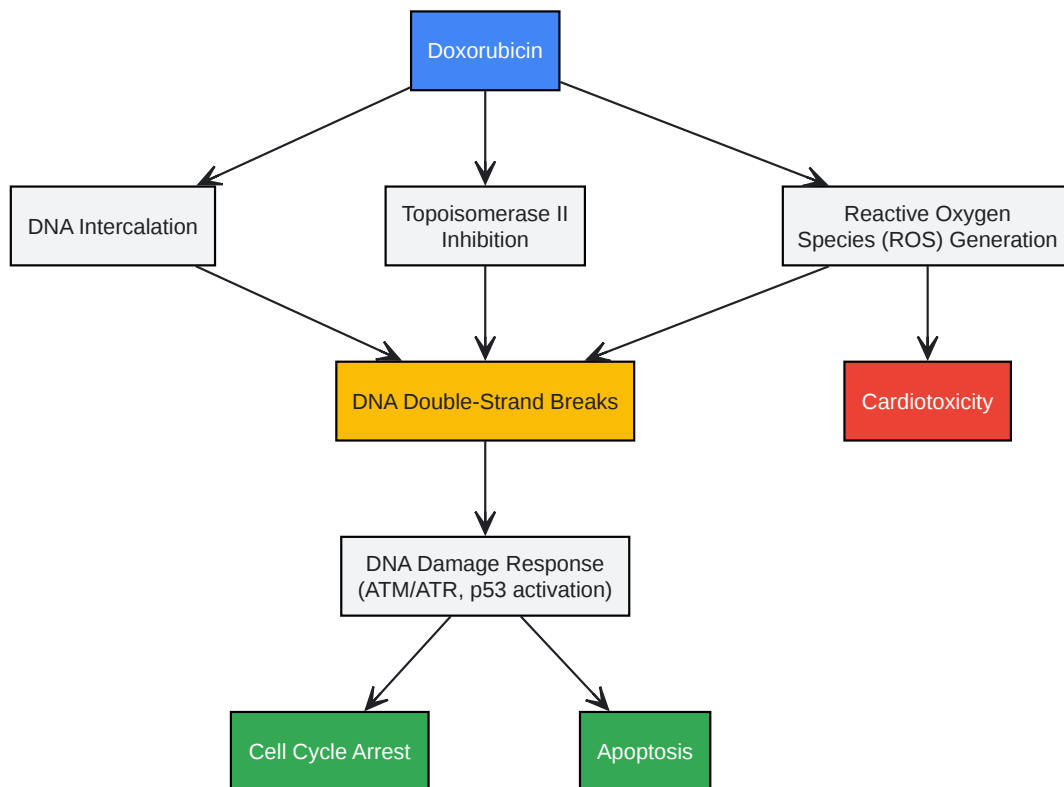 Doxorubicin
DNA Intercalation
Topoisomerase II
Inhibition
Reactive Oxygen
Species (ROS) Generation
DNA Double-Strand Breaks
Cardiotoxicity
DNA Damage Response
(ATM/ATR, p53 activation)
Cell Cycle Arrest
Apoptosis